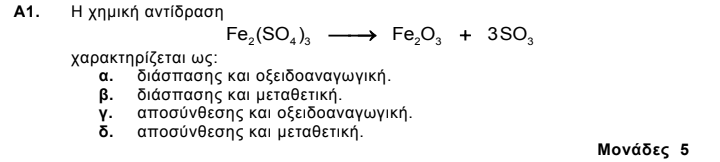 Α1. Η χημική αντίδραση
Fe₂(SO₄)₃ ⟶ Fe₂O₃ + 3SO₃
χαρακτηρίζεται ως:
α. διάσπασης και οξειδοαναγωγική.
β. διάσπασης και μεταθετική.
γ. αποσύνθεσης και οξειδοαναγωγική.
δ. αποσύνθεσης και μεταθετική.
Μονάδες 5